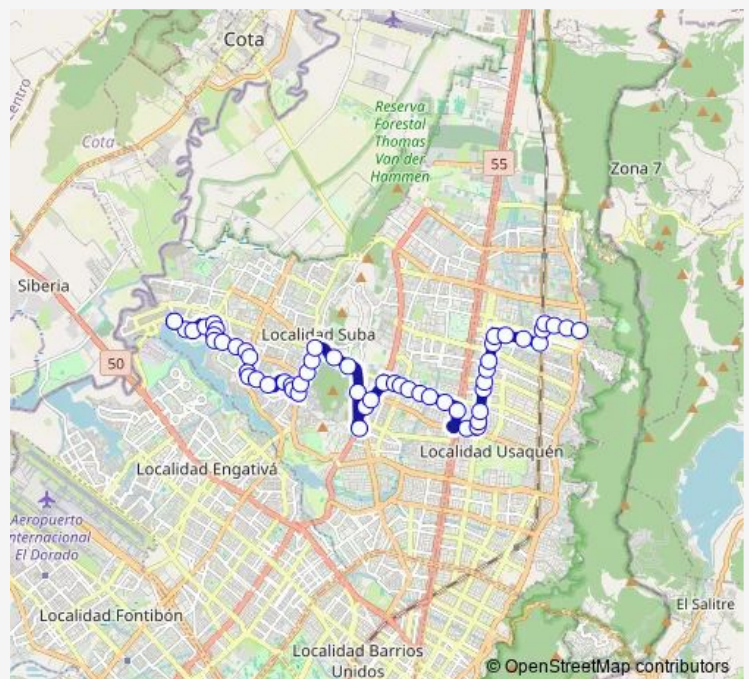 Cota
Centro
Cota
Reserva
Forestal
Thomas
Van der
Hammen
55
Zona 7
Siberia
Localidad Suba
50
Localidad Usaquén
Localidad Engativá
Aeropuerto
Internacional
El Dorado
Localidad Fontibón
El Salitre
Localidad Barrios
Unidos
© OpenStreetMap contributors